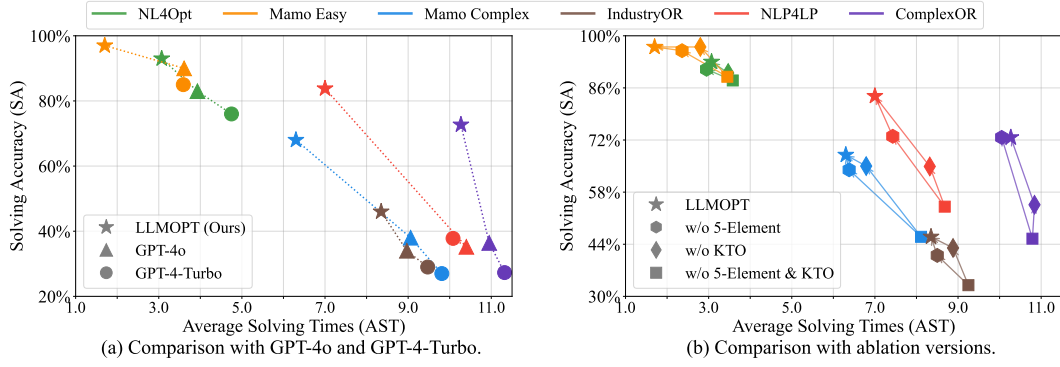 NL4Opt Mamo Easy Mamo Complex IndustryOR NLP4LP ComplexOR
100%
80%
60%
40%
20%
Solving Accuracy (SA)
LLMOPT (Ours)
GPT-4o
GPT-4-Turbo
1.0 3.0 5.0 7.0 9.0 11.0
Average Solving Times (AST)
(a) Comparison with GPT-4o and GPT-4-Turbo.
100%
86%
72%
58%
44%
30%
Solving Accuracy (SA)
LLMOPT
w/o 5-Element
w/o KTO
w/o 5-Element & KTO
1.0 3.0 5.0 7.0 9.0 11.0
Average Solving Times (AST)
(b) Comparison with ablation versions.